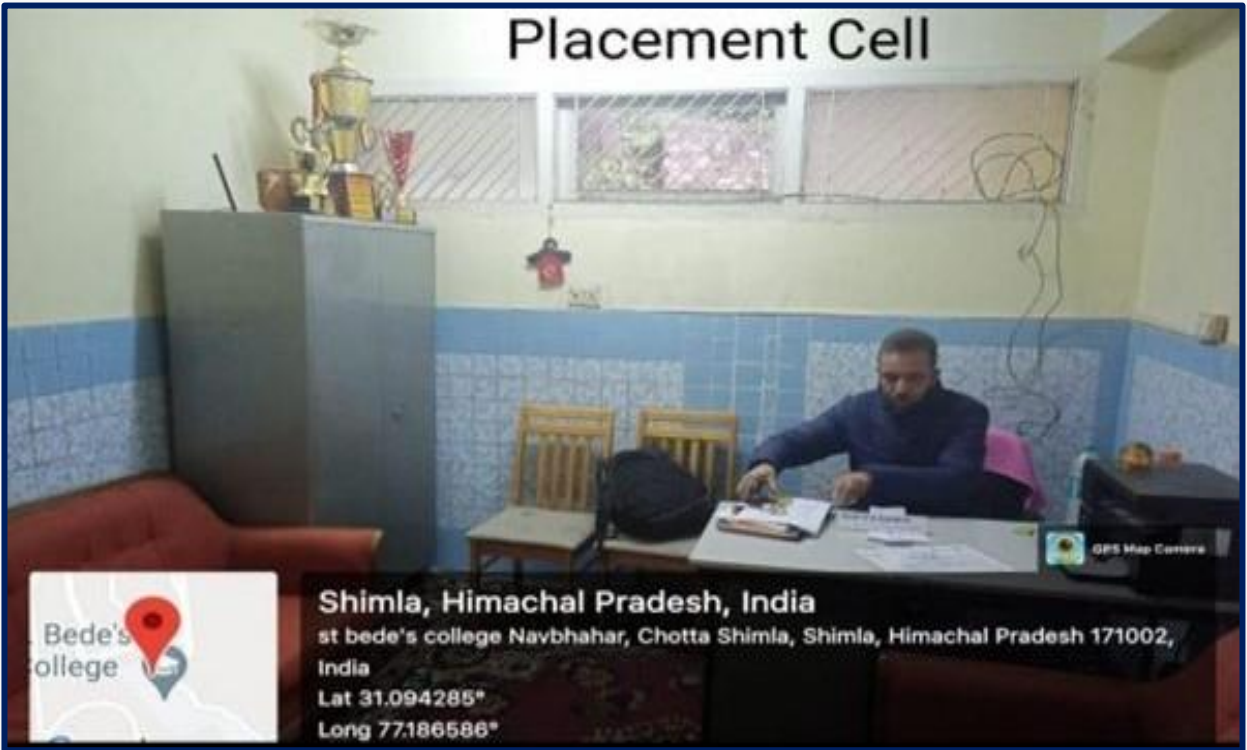 Placement Cell
GPS Map Camera
. Bede's
ollege
Shimla, Himachal Pradesh, India
st bede's college Navbhahar, Chotta Shimla, Shimla, Himachal Pradesh 171002,
India
Lat 31.094285°
Long 77.186586°